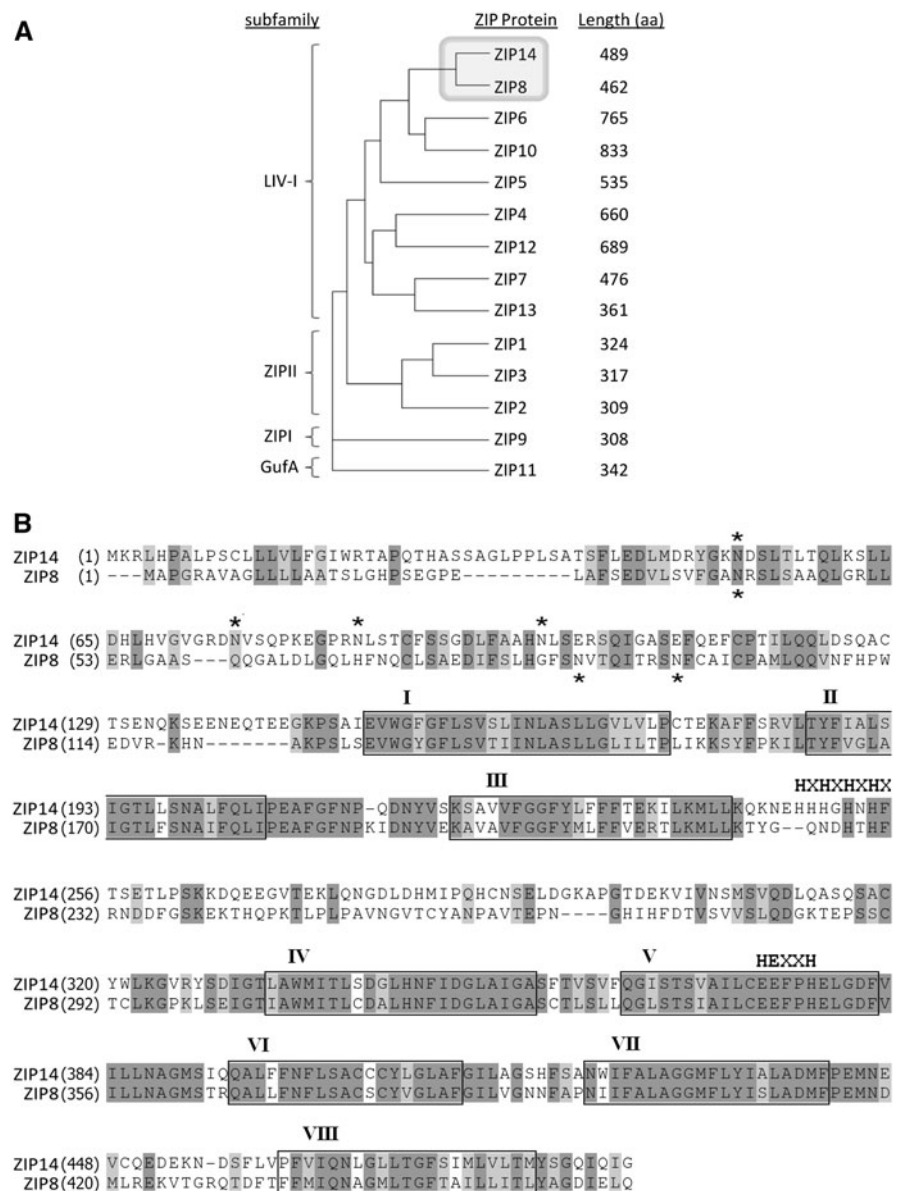 A
subfamily ZIP Protein Length (aa)
ZIP14 489
ZIP8 462
ZIP6 765
ZIP10 833
LIV-I
ZIP5 535
ZIP4 660
ZIP12 689
ZIP7 476
ZIP13 361
ZIP1 324
ZIPII
ZIP3 317
ZIP2 309
ZIPI
ZIP9 308
GufA
ZIP11 342
B
*
ZIP14 (1) MKRLHPALPSCLLLVLFGIWRTAPQTHASSAGLPPLSATSFLEDLMDRYGKNDSLTLTQLKSLL
ZIP8 (1) ---MAPGRAVAGLLLLAATSLGHPSEGPE---------LAFSEDVLSVFGANRSLSAAQLGRLL
*
* * *
ZIP14 (65) DHLHVGVGRDNVSQPKEGPRNLSTCFSSGDLFAAHNLSERSQIGASEFQEFCPTILQQLDSQAC
ZIP8 (53) ERLGAAS---QQGALDLGQLHFNQCLSAEDIFSLHGFSNVTQITRSNFCAICPAMLQQVNFHPW
* *
I II
ZIP14 (129) TSENQKSEENEQTEEGKPSAIEVWGFGFLSVSLINLASLLGVLVLPCTEKAFFSRVLTYFIALS
ZIP8 (114) EDVR-KHN-------AKPSLSEVWGYGFLSVTIINLASLLGLILTPLIKKSYFPKILTYFVGLA
III HXHXHXHX
ZIP14 (193) IGTLLSNALFQLIPEAFGFNP-QDNYVSKSAVVFGGFYLFFFTEKILKMLLKQKNEHHHGHNHF
ZIP8 (170) IGTLFSNAIFQLIPEAFGFNPKIDNYVEKAVAVFGGFYMLFFVERTLKMLLKTYG--QNDHTHF
ZIP14 (256) TSETLPSKKDQEEGVTEKLQNGDLDHMIPQHCNSELDGKAPGTDEKVIVNSMSVQDLQASQSAC
ZIP8 (232) RNDDFGSKEKTHQPKTLPLPAVNGVTCYANPAVTEPN----GHIHFDTVSVVSLQDGKTEPSSC
IV V HEXXH
ZIP14 (320) YWLKGVRYSDIGTLAWMITLSDGLHNFIDGLAIGASFTVSVFQGISTSVAILCEEFPHELGDFV
ZIP8 (292) TCLKGPKLSEIGTIAWMITLCDALHNFIDGLAIGASCTLSLLQGLSTSIAILCEEFPHELGDFV
VI VII
ZIP14 (384) ILLNAGMSIQQALFFNFLSACCCYLGLAFGILAGSHFSANWIFALAGGMFLYIALADMFPEMNE
ZIP8 (356) ILLNAGMSTRQALLFNFLSACSCYVGLAFGILVGNNFAPNIIFALAGGMFLYISLADMFPEMND
VIII
ZIP14 (448) VCQEDEKN-DSFLVPFVIQNLGLLTGFSIMLVLTMYSGQIQIG
ZIP8 (420) MLREKVTGRQTDFTFFMIQNAGMLTGFTAILLITLYAGDIELQ